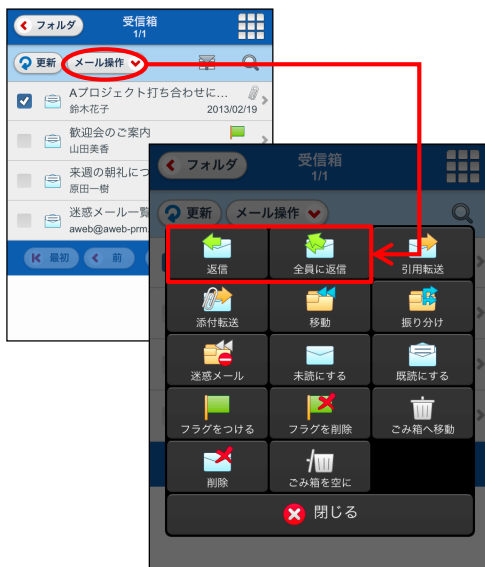 フォルダ 受信箱
1/1
更新 メール操作
Aプロジェクト打ち合わせに...
鈴木花子 2013/02/19
歓迎会のご案内
山田美香
来週の朝礼につ
原田一樹
迷惑メール一覧
aweb@aweb-prm.
最初 前
フォルダ 受信箱
1/1
更新 メール操作
返信 全員に返信 引用転送
添付転送 移動 振り分け
迷惑メール 未読にする 既読にする
フラグをつける フラグを削除 ごみ箱へ移動
削除 ごみ箱を空に
閉じる